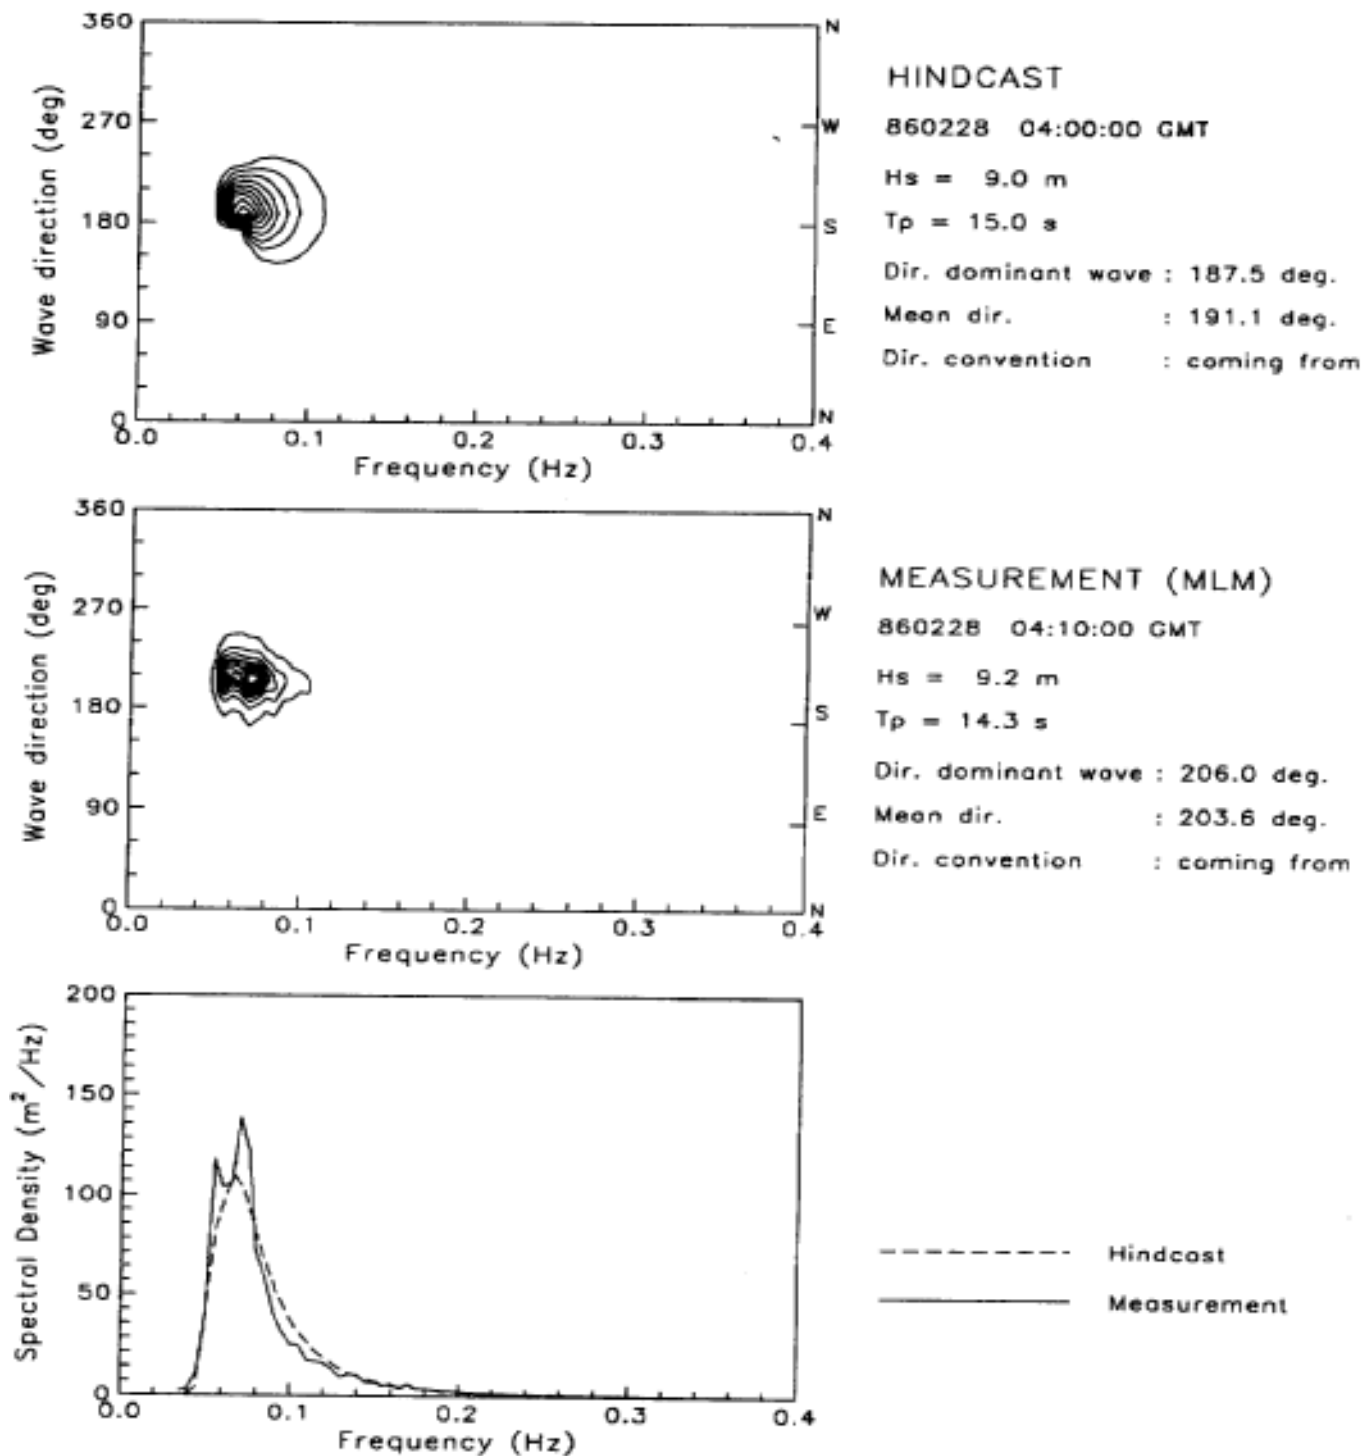 360
270
180
90
0
Wave direction (deg)
N
W
S
E
N
0.0 0.1 0.2 0.3 0.4
Frequency (Hz)
HINDCAST
860228 04:00:00 GMT
Hs = 9.0 m
Tp = 15.0 s
Dir. dominant wave : 187.5 deg.
Mean dir. : 191.1 deg.
Dir. convention : coming from
360
270
180
90
0
Wave direction (deg)
N
W
S
E
N
0.0 0.1 0.2 0.3 0.4
Frequency (Hz)
MEASUREMENT (MLM)
860228 04:10:00 GMT
Hs = 9.2 m
Tp = 14.3 s
Dir. dominant wave : 206.0 deg.
Mean dir. : 203.6 deg.
Dir. convention : coming from
200
150
100
50
0
Spectral Density (m²/Hz)
0.0 0.1 0.2 0.3 0.4
Frequency (Hz)
Hindcast
Measurement